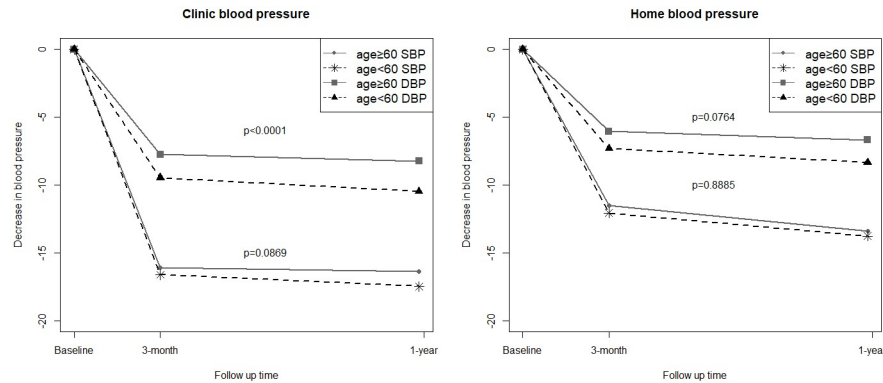 Clinic blood pressure
Decrease in blood pressure
0
-5
-10
-15
-20
age≥60 SBP
age<60 SBP
age≥60 DBP
age<60 DBP
p<0.0001
p=0.0869
Baseline
3-month
1-year
Follow up time
Home blood pressure
Decrease in blood pressure
0
-5
-10
-15
-20
age≥60 SBP
age<60 SBP
age≥60 DBP
age<60 DBP
p=0.0764
p=0.8885
Baseline
3-month
1-yea
Follow up time